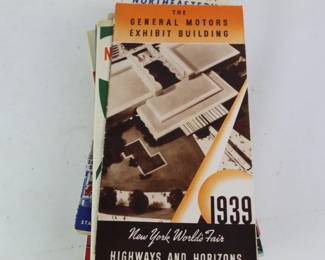 NORTHEASTERN
THE
GENERAL MOTORS
EXHIBIT BUILDING
1939
New York World's Fair
HIGHWAYS AND HORIZONS